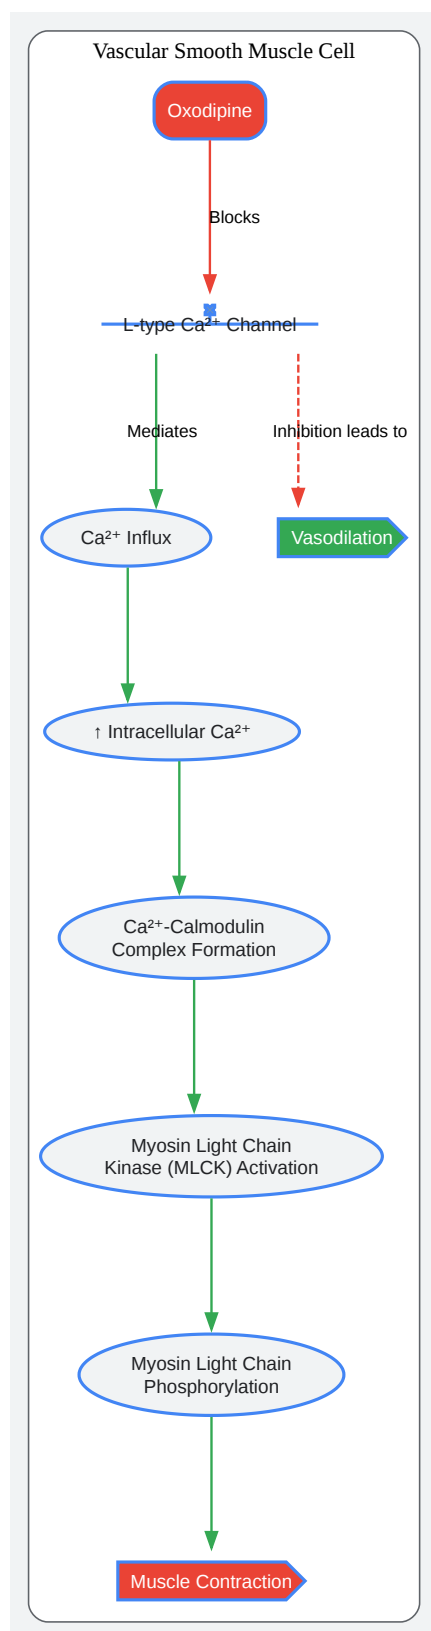 Vascular Smooth Muscle Cell
Oxodipine
Blocks
L-type Ca²⁺ Channel
Mediates
Inhibition leads to
Ca²⁺ Influx
Vasodilation
↑ Intracellular Ca²⁺
Ca²⁺-Calmodulin
Complex Formation
Myosin Light Chain
Kinase (MLCK) Activation
Myosin Light Chain
Phosphorylation
Muscle Contraction